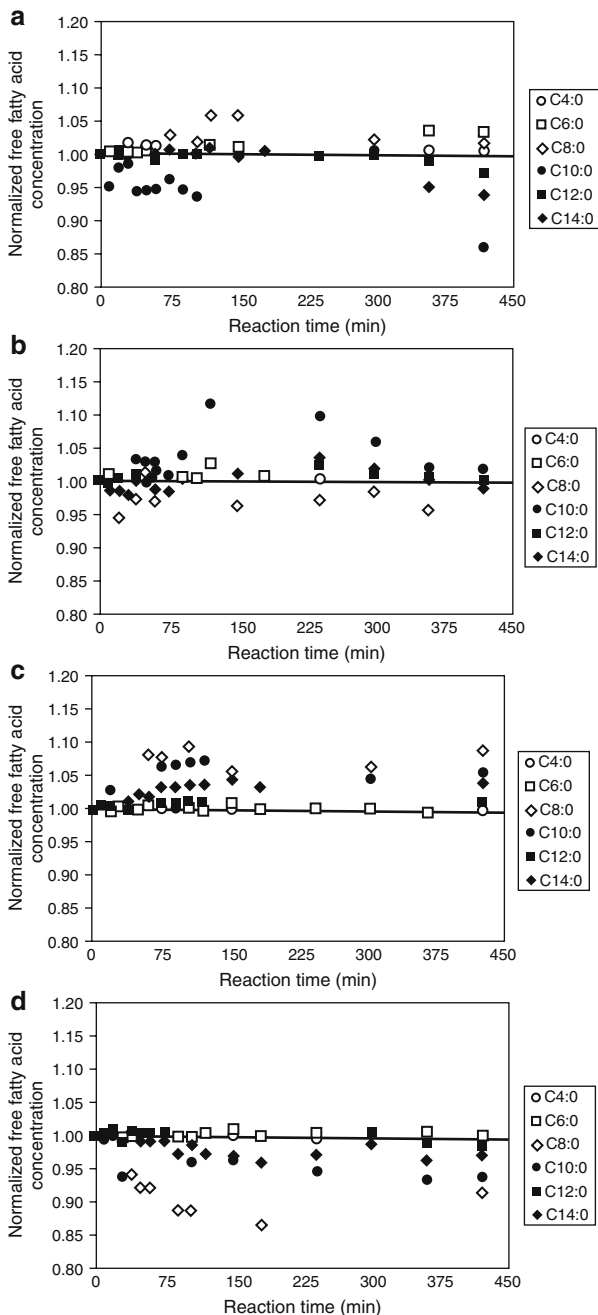 a
Normalized free fatty acid
concentration
1.20
1.15
1.10
1.05
1.00
0.95
0.90
0.85
0.80
0 75 150 225 300 375 450
Reaction time (min)
C4:0
C6:0
C8:0
C10:0
C12:0
C14:0
b
Normalized free fatty acid
concentration
1.20
1.15
1.10
1.05
1.00
0.95
0.90
0.85
0.80
0 75 150 225 300 375 450
Reaction time (min)
C4:0
C6:0
C8:0
C10:0
C12:0
C14:0
c
Normalized free fatty acid
concentration
1.20
1.15
1.10
1.05
1.00
0.95
0.90
0.85
0.80
0 75 150 225 300 375 450
Reaction time (min)
C4:0
C6:0
C8:0
C10:0
C12:0
C14:0
d
Normalized free fatty acid
concentration
1.20
1.15
1.10
1.05
1.00
0.95
0.90
0.85
0.80
0 75 150 225 300 375 450
Reaction time (min)
C4:0
C6:0
C8:0
C10:0
C12:0
C14:0